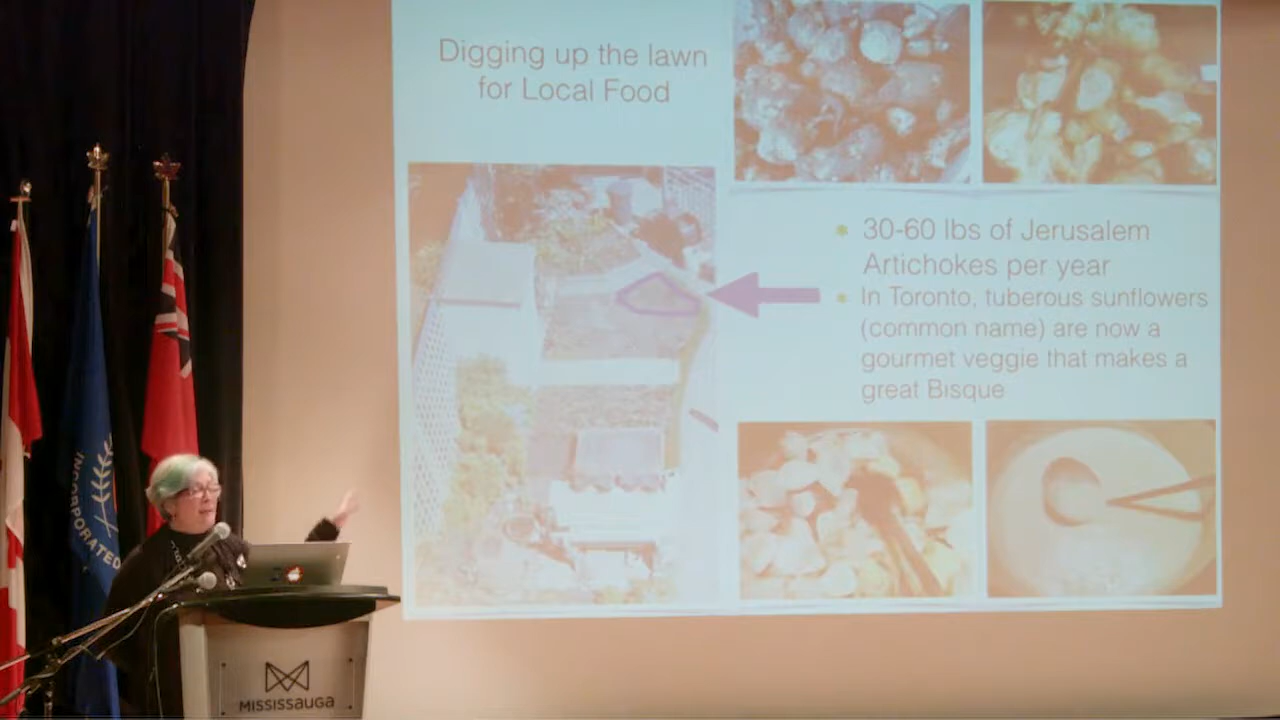 Digging up the lawn
for Local Food
30-60 lbs of Jerusalem
Artichokes per year
In Toronto, tuberous sunflowers
(common name) are now a
gourmet veggie that makes a
great Bisque
INCORPORATED
MISSISSAUGA